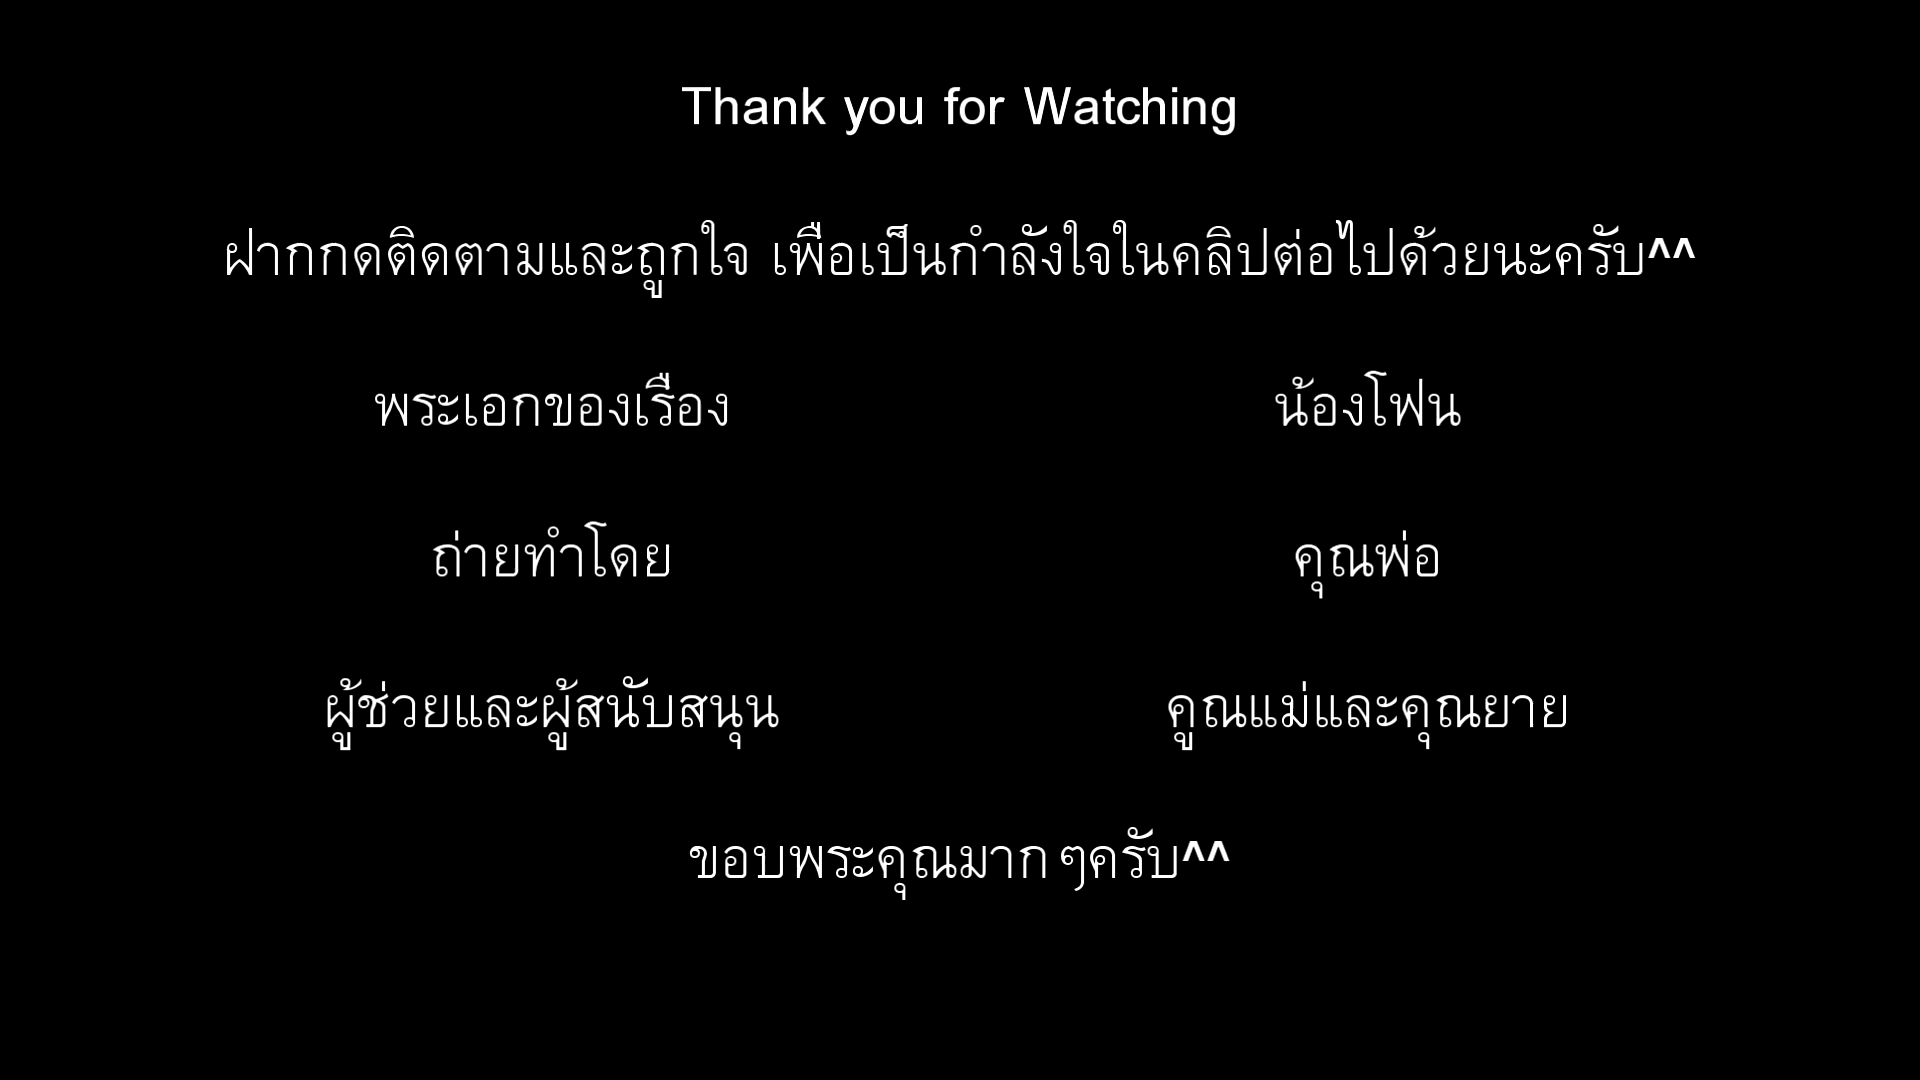 Thank you for Watching
ฝากกดติดตามและถูกใจ เพื่อเป็นกำลังใจในคลิปต่อไปด้วยนะครับ^^
พระเอกของเรื่อง น้องโฟน
ถ่ายทำโดย คุณพ่อ
ผู้ช่วยและผู้สนับสนุน คูณแม่และคุณยาย
ขอบพระคุณมากๆครับ^^